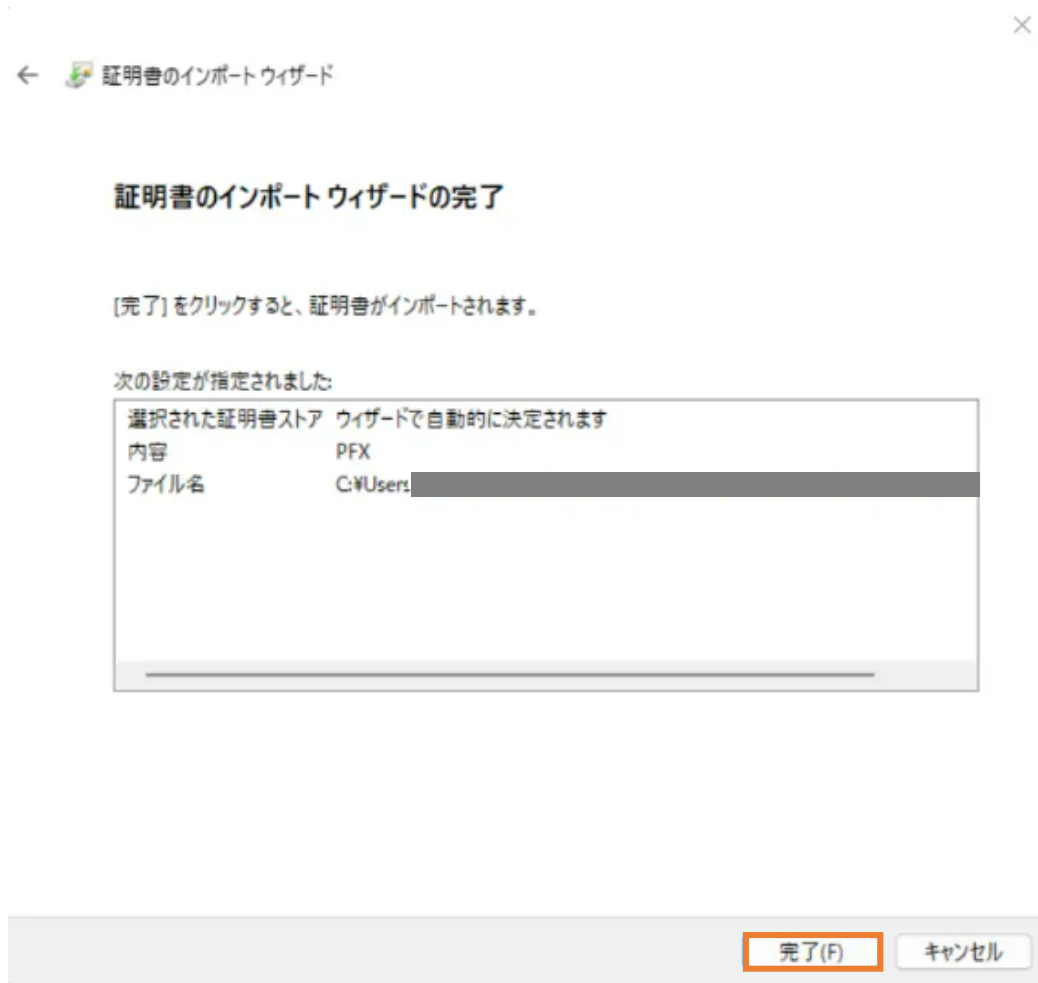 証明書のインポート ウィザード
証明書のインポート ウィザードの完了
[完了] をクリックすると、証明書がインポートされます。
次の設定が指定されました:
選択された証明書ストア ウィザードで自動的に決定されます
内容 PFX
ファイル名 C:¥Users
完了(F) キャンセル